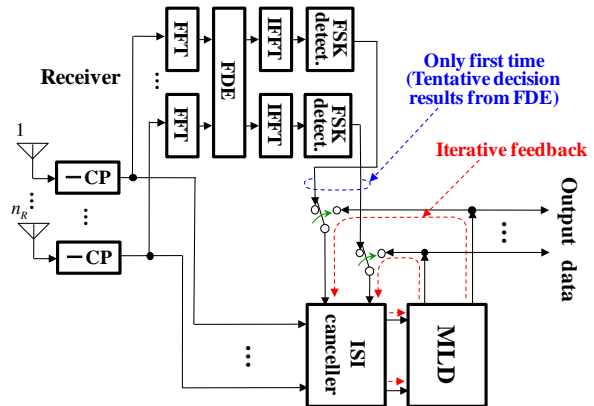 Receiver
FFT
FDE
IFFT
FSK
detect.
...
FFT
IFFT
FSK
detect.
Only first time
(Tentative decision
results from FDE)
Iterative feedback
1
－CP
...
...
n_R
－CP
Output data
...
...
ISI
canceller
MLD